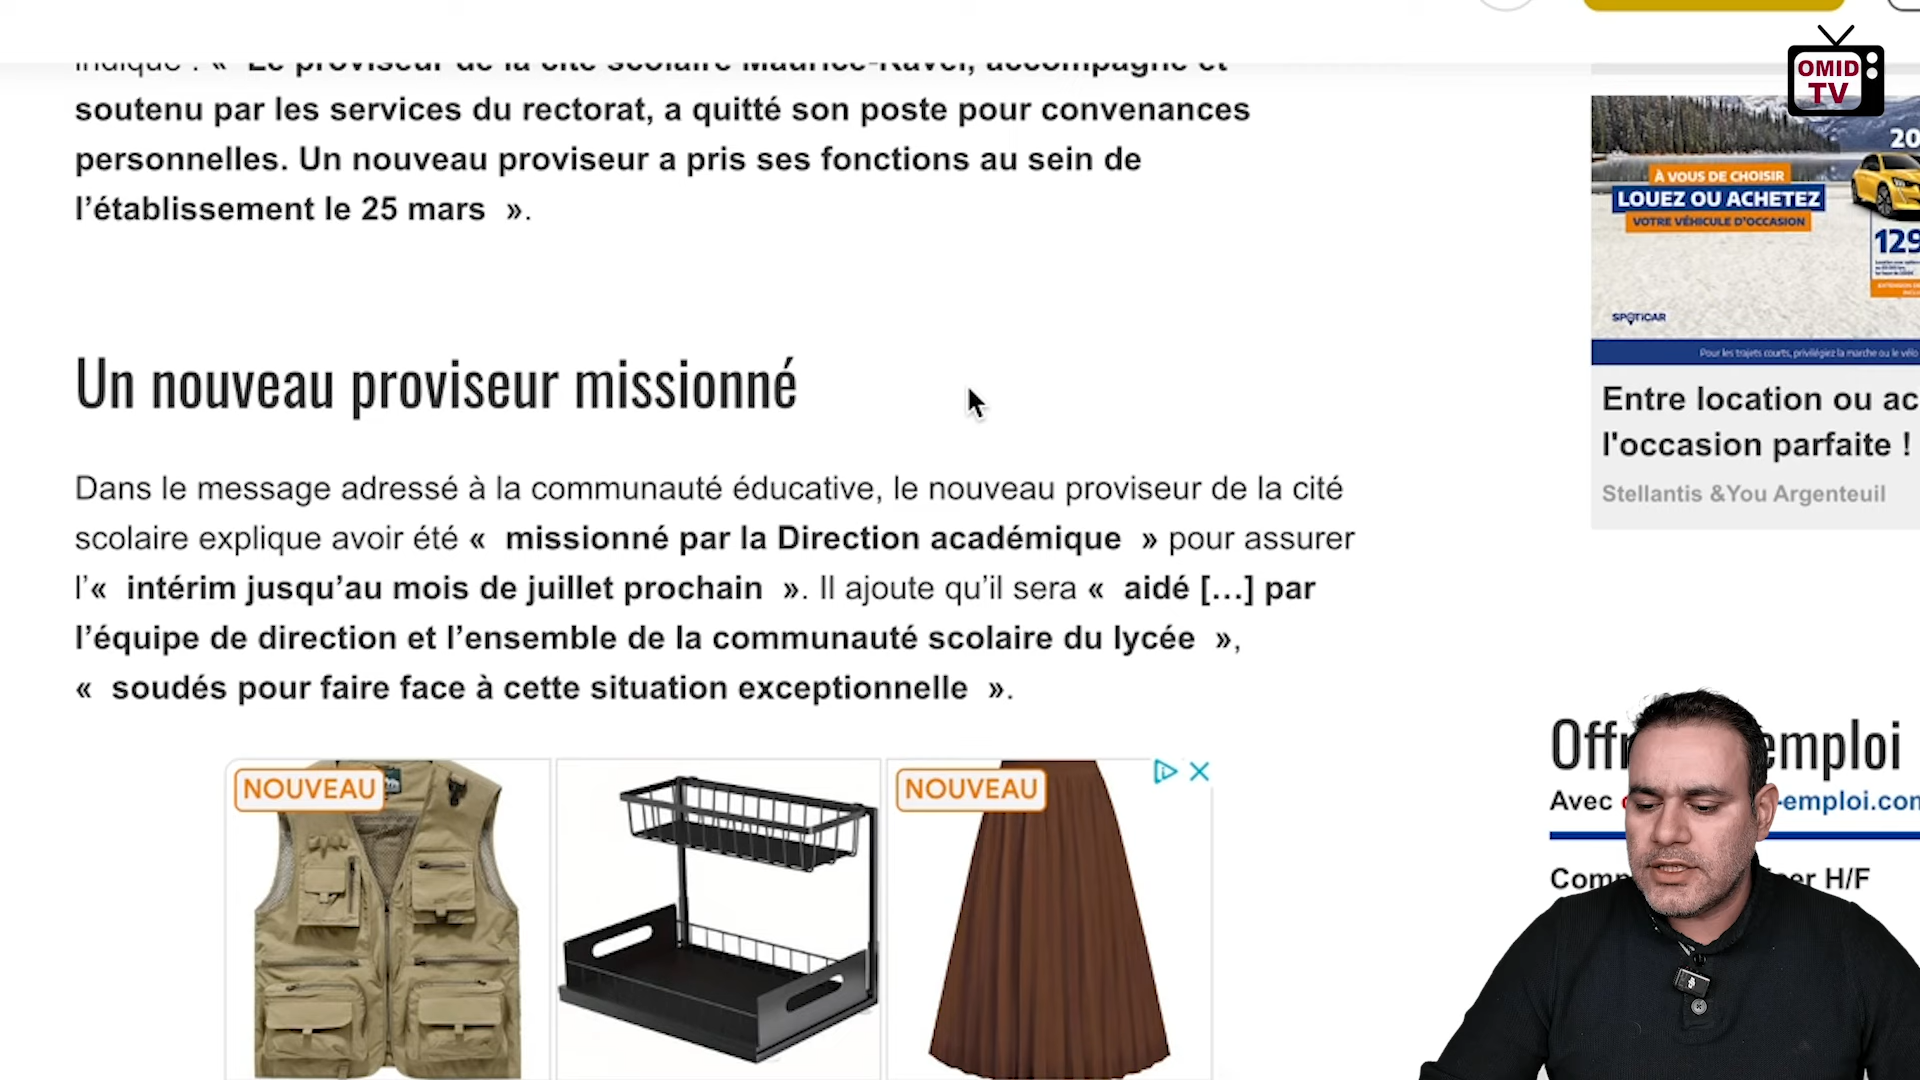 indiqué : « Le proviseur de la cité scolaire Maurice-Ravel, accompagné et
soutenu par les services du rectorat, a quitté son poste pour convenances
personnelles. Un nouveau proviseur a pris ses fonctions au sein de
l’établissement le 25 mars ».
Un nouveau proviseur missionné
Dans le message adressé à la communauté éducative, le nouveau proviseur de la cité
scolaire explique avoir été « missionné par la Direction académique » pour assurer
l’« intérim jusqu’au mois de juillet prochain ». Il ajoute qu’il sera « aidé [...] par
l’équipe de direction et l’ensemble de la communauté scolaire du lycée »,
« soudés pour faire face à cette situation exceptionnelle ».
NOUVEAU
NOUVEAU
OMID
TV
20
À VOUS DE CHOISIR
LOUEZ OU ACHETEZ
VOTRE VÉHICULE D'OCCASION
129
SPOTiCAR
Pour les trajets courts, privilégiez la marche ou le vélo
Entre location ou ac
l'occasion parfaite !
Stellantis &You Argenteuil
Offr emploi
Avec -emploi.com
Comp ser H/F